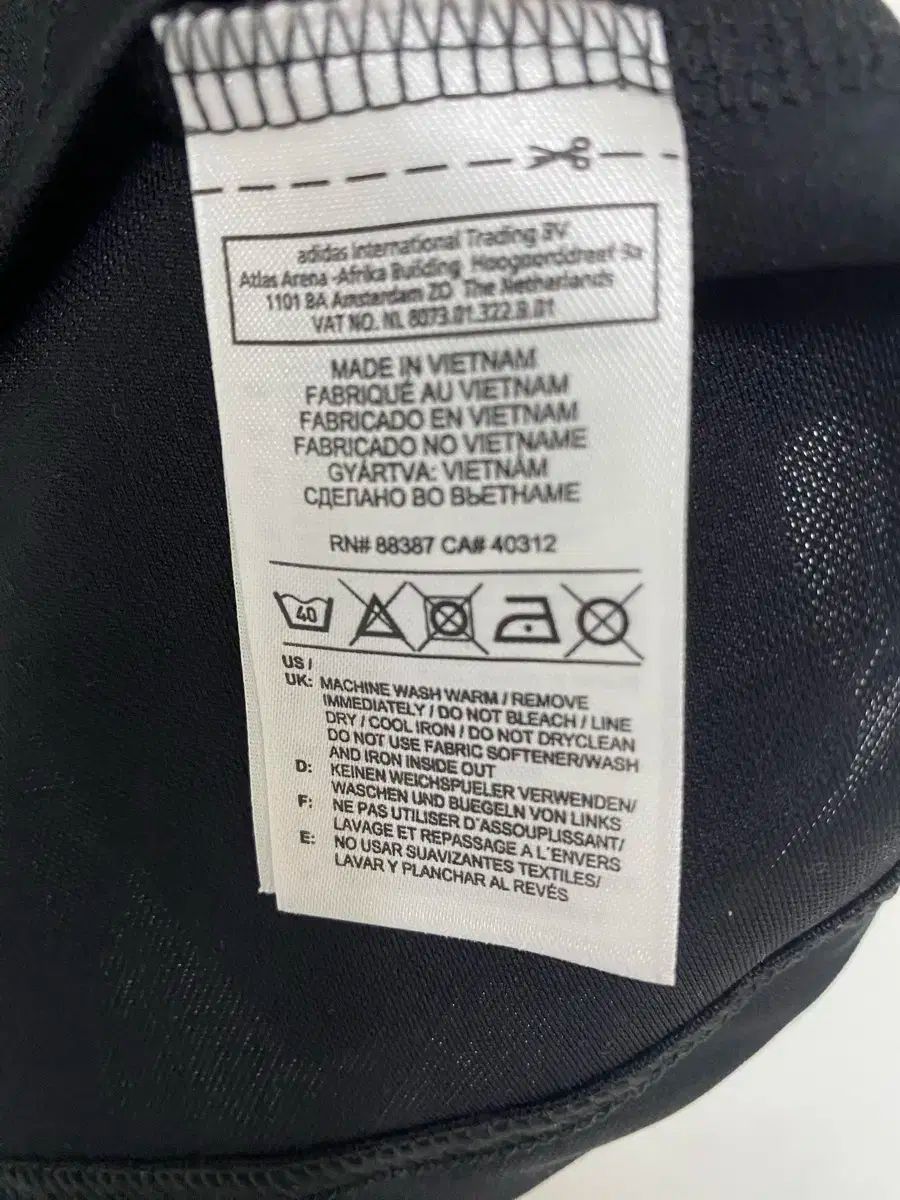 adidas International Trading BV
Atlas Arena -Afrika Building Hoogoorddreef 9a
1101 BA Amsterdam ZO The Netherlands
VAT NO. NL 8073.01.322.B.01
MADE IN VIETNAM
FABRIQUÉ AU VIETNAM
FABRICADO EN VIETNAM
FABRICADO NO VIETNAME
GYÁRTVA: VIETNÁM
СДЕЛАНО ВО ВЬЕТНАМЕ
RN# 88387 CA# 40312
40
US /
UK: MACHINE WASH WARM / REMOVE
IMMEDIATELY / DO NOT BLEACH / LINE
DRY / COOL IRON / DO NOT DRYCLEAN
DO NOT USE FABRIC SOFTENER/WASH
AND IRON INSIDE OUT
D: KEINEN WEICHSPUELER VERWENDEN/
WASCHEN UND BUEGELN VON LINKS
F: NE PAS UTILISER D'ASSOUPLISSANT/
LAVAGE ET REPASSAGE A L'ENVERS
E: NO USAR SUAVIZANTES TEXTILES/
LAVAR Y PLANCHAR AL REVÉS